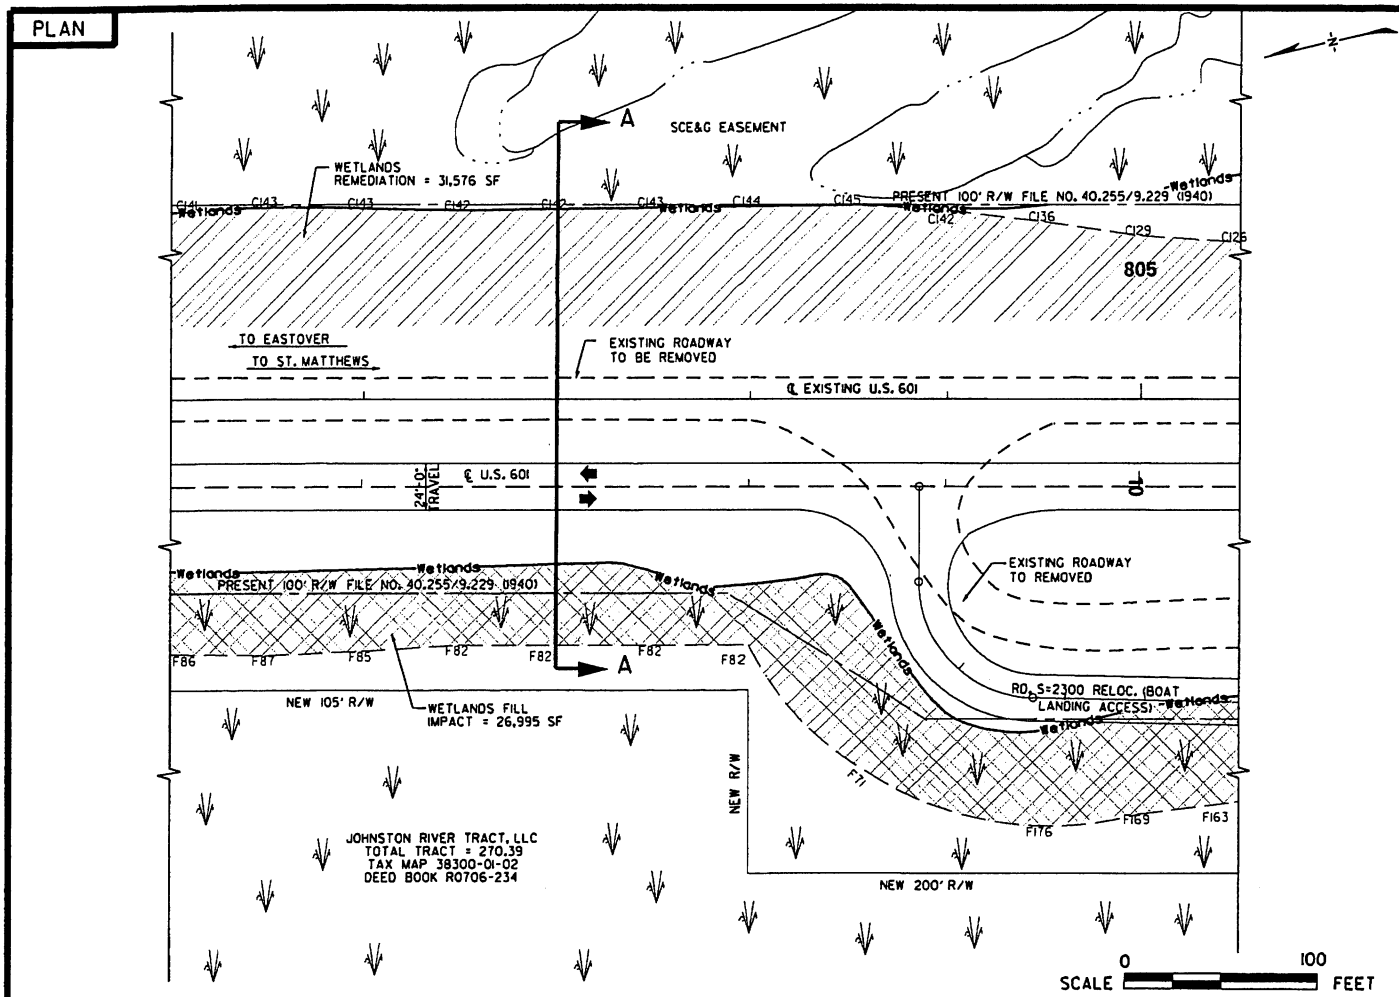 PLAN
N
A
SCE&G EASEMENT
WETLANDS
REMEDIATION = 31,576 SF
Wetlands
PRESENT 100' R/W FILE NO. 40.255/9.229 (1940)
C141 C143 C143 C142 C142 C143 C144 C145 C142 C136 C129 C126
Wetlands Wetlands Wetlands
805
TO EASTOVER
TO ST. MATTHEWS
EXISTING ROADWAY
TO BE REMOVED
℄ EXISTING U.S. 601
24'-0"
TRAVEL
℄ U.S. 601
10
Wetlands Wetlands Wetlands
PRESENT 100' R/W FILE NO. 40.255/9.229 (1940)
EXISTING ROADWAY
TO REMOVED
Wetlands
F86 F87 F85 F82 F82 F82 F82
A
NEW 105' R/W
WETLANDS FILL
IMPACT = 26,995 SF
RD. S-2300 RELOC. (BOAT
LANDING ACCESS)
Wetlands
Wetlands
NEW R/W
F71 F176 F169 F163
JOHNSTON RIVER TRACT, LLC
TOTAL TRACT = 270.39
TAX MAP 38300-01-02
DEED BOOK R0706-234
NEW 200' R/W
0 100
SCALE FEET